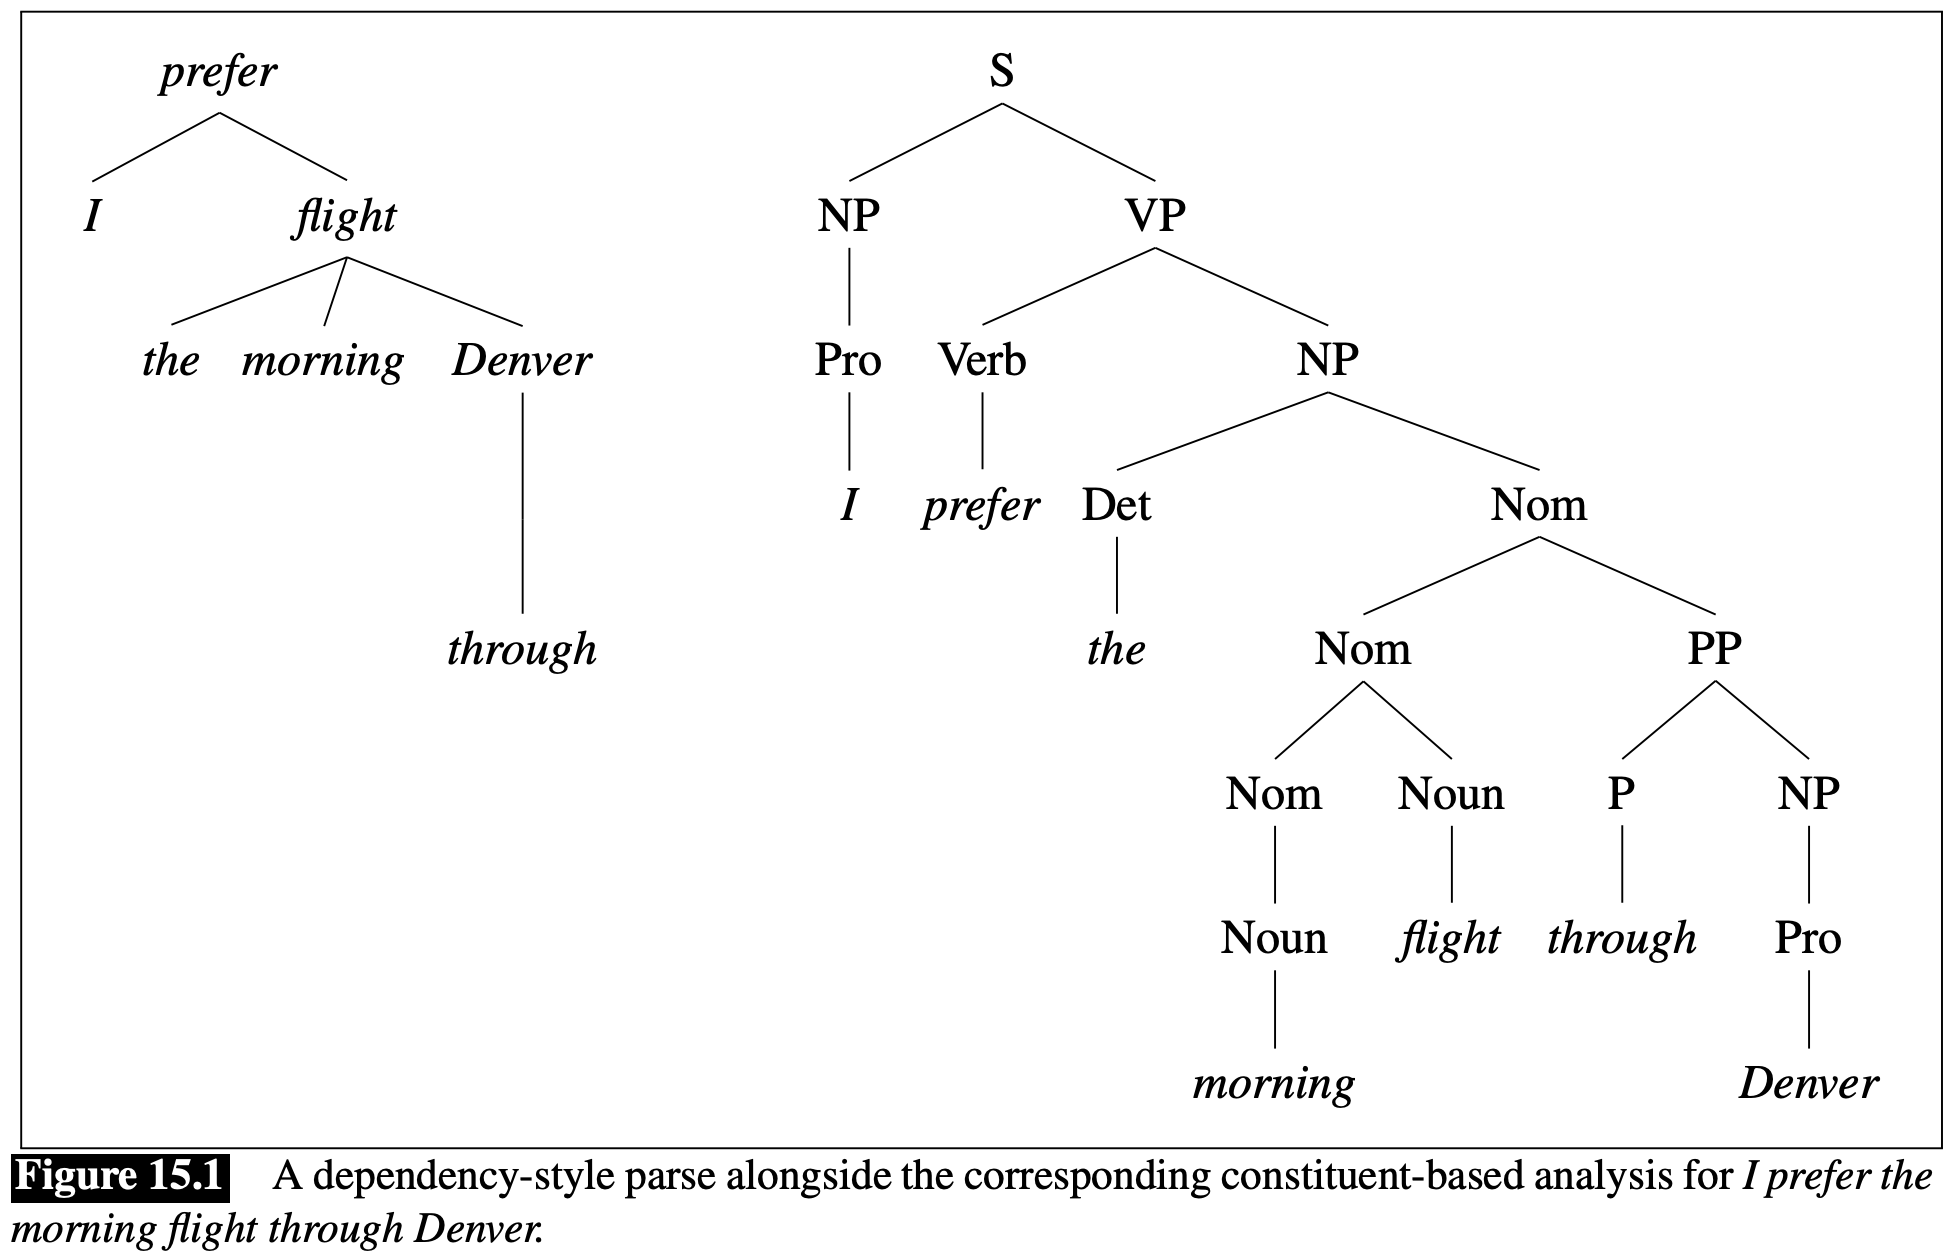 prefer S
I flight NP VP
the morning Denver Pro Verb NP
I prefer Det Nom
through the Nom PP
Nom Noun P NP
Noun flight through Pro
morning Denver
Figure 15.1 A dependency-style parse alongside the corresponding constituent-based analysis for I prefer the
morning flight through Denver.